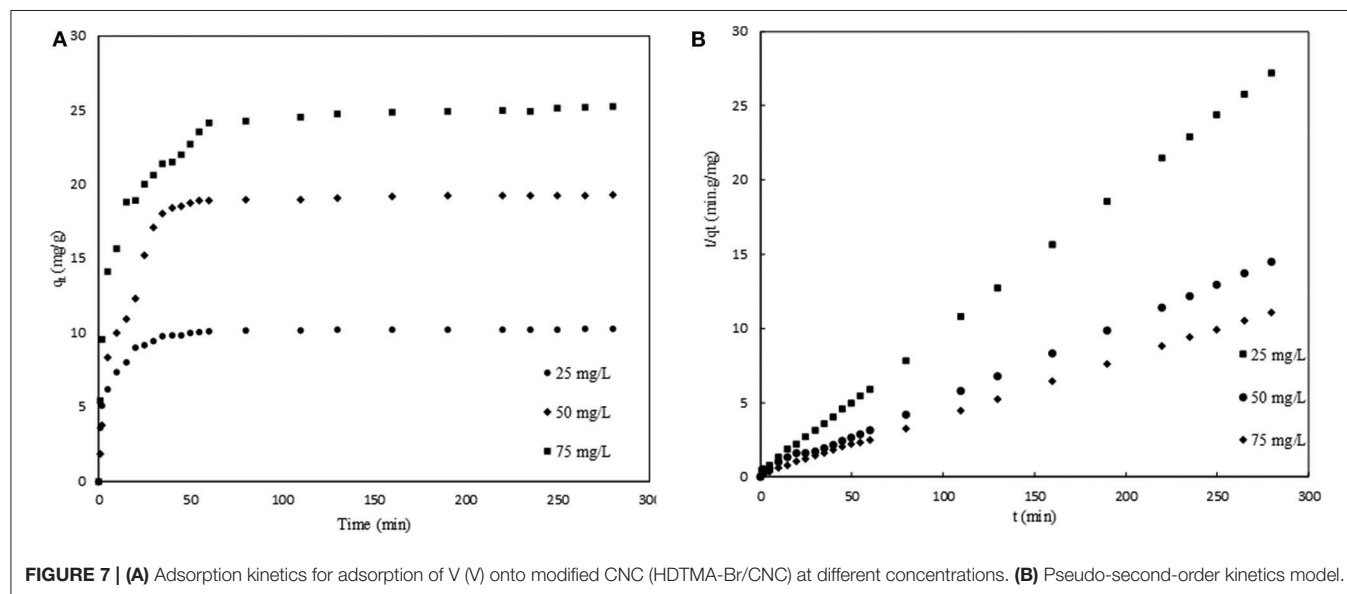 A
30
25
20
15
10
5
0
qt (mg/g)
0 50 100 150 200 250 300
Time (min)
25 mg/L
50 mg/L
75 mg/L
B
30
25
20
15
10
5
0
t/qt (min.g/mg)
0 50 100 150 200 250 300
t (min)
25 mg/L
50 mg/L
75 mg/L
FIGURE 7 | (A) Adsorption kinetics for adsorption of V (V) onto modified CNC (HDTMA-Br/CNC) at different concentrations. (B) Pseudo-second-order kinetics model.